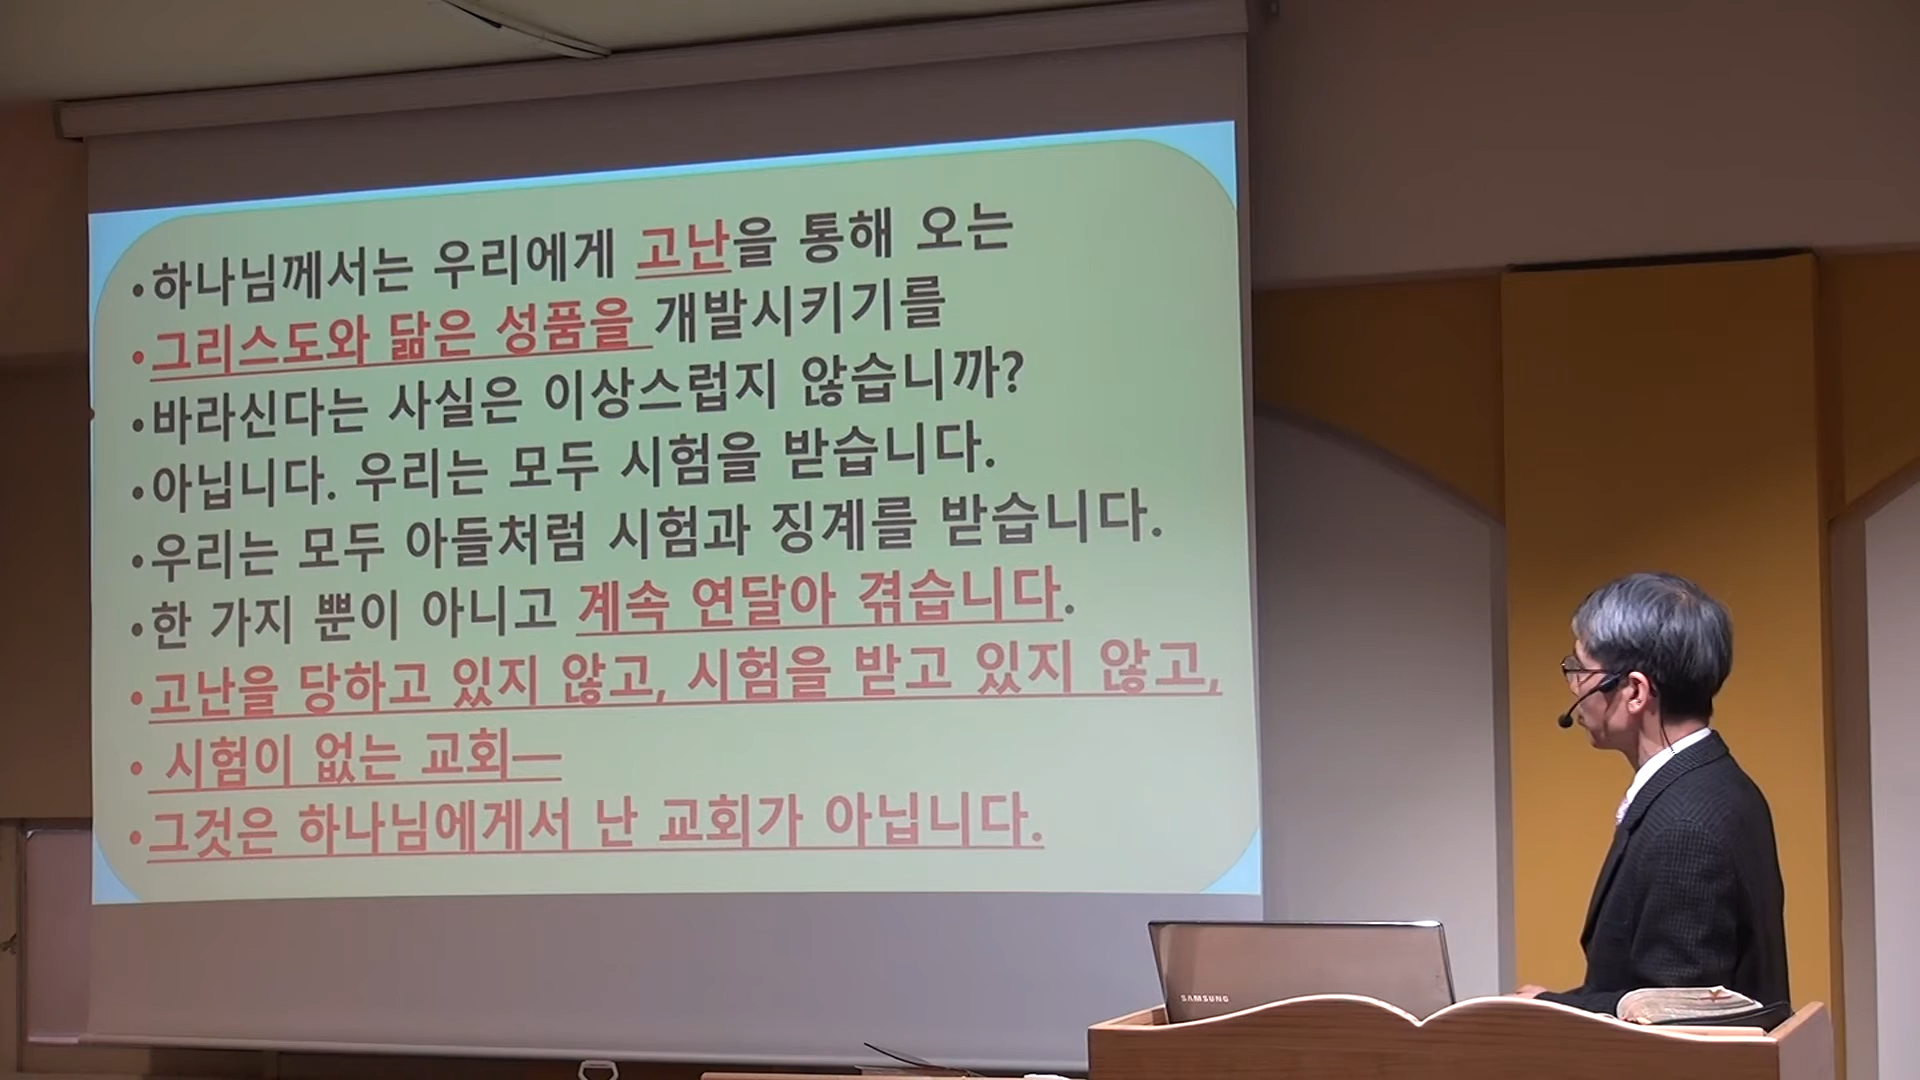 •하나님께서는 우리에게 고난을 통해 오는
•그리스도와 닮은 성품을 개발시키기를
•바라신다는 사실은 이상스럽지 않습니까?
•아닙니다. 우리는 모두 시험을 받습니다.
•우리는 모두 아들처럼 시험과 징계를 받습니다.
•한 가지 뿐이 아니고 계속 연달아 겪습니다.
•고난을 당하고 있지 않고, 시험을 받고 있지 않고,
• 시험이 없는 교회—
•그것은 하나님에게서 난 교회가 아닙니다.
SAMSUNG